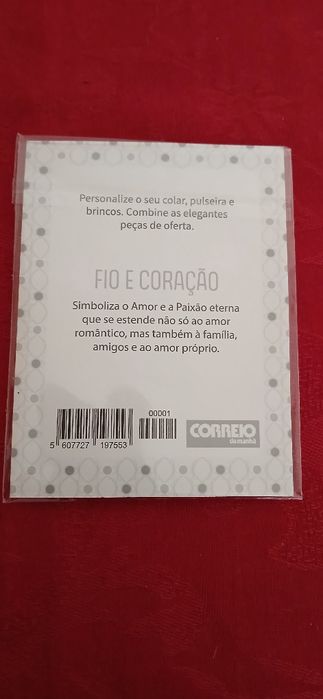 Personalize o seu colar, pulseira e
brincos. Combine as elegantes
peças de oferta.
FIO E CORAÇÃO
Simboliza o Amor e a Paixão eterna
que se estende não só ao amor
romântico, mas também à família,
amigos e ao amor próprio.
00001
5 607727 197553
CORREIO
da manhã